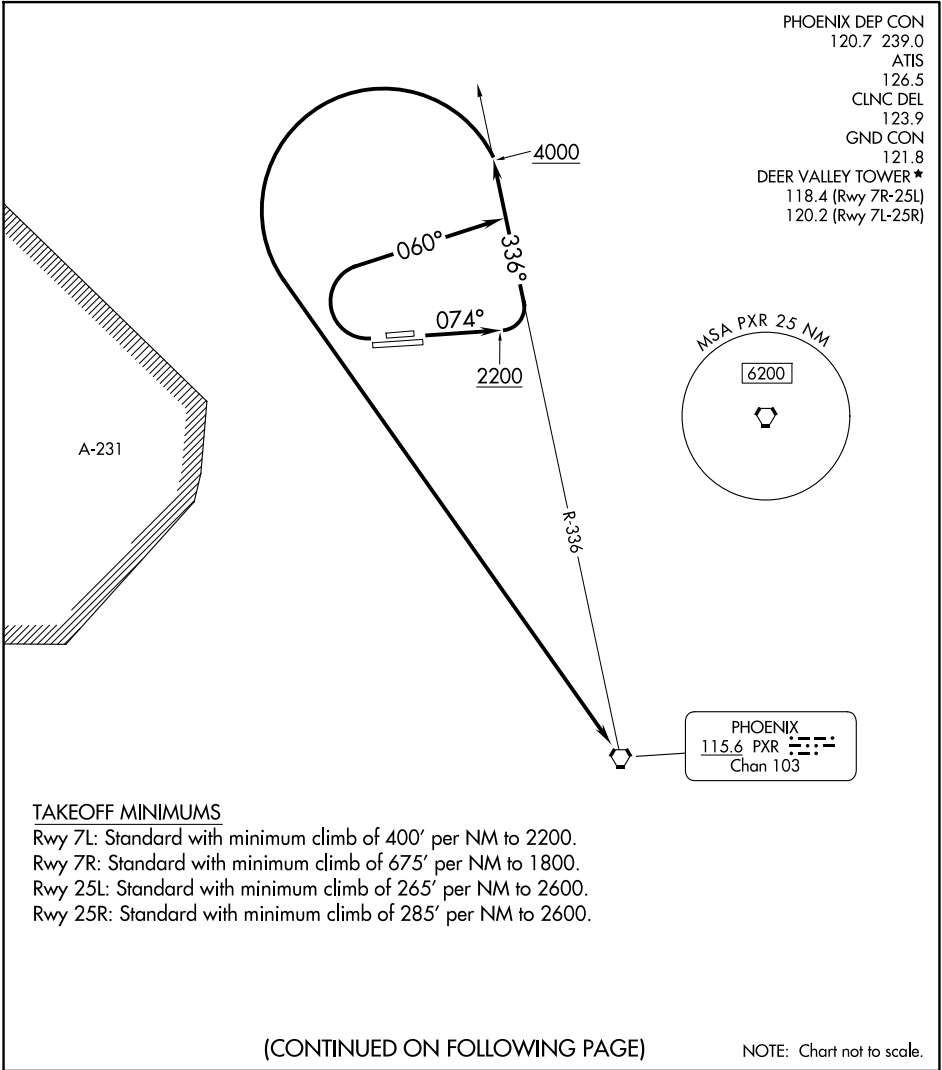 PHOENIX DEP CON
120.7 239.0
ATIS
126.5
CLNC DEL
123.9
GND CON
121.8
DEER VALLEY TOWER★
118.4 (Rwy 7R-25L)
120.2 (Rwy 7L-25R)
4000
060°
336°
074°
2200
MSA PXR 25 NM
6200
A-231
R-336
PHOENIX
115.6 PXR
Chan 103
TAKEOFF MINIMUMS
Rwy 7L: Standard with minimum climb of 400' per NM to 2200.
Rwy 7R: Standard with minimum climb of 675' per NM to 1800.
Rwy 25L: Standard with minimum climb of 265' per NM to 2600.
Rwy 25R: Standard with minimum climb of 285' per NM to 2600.
(CONTINUED ON FOLLOWING PAGE)
NOTE: Chart not to scale.